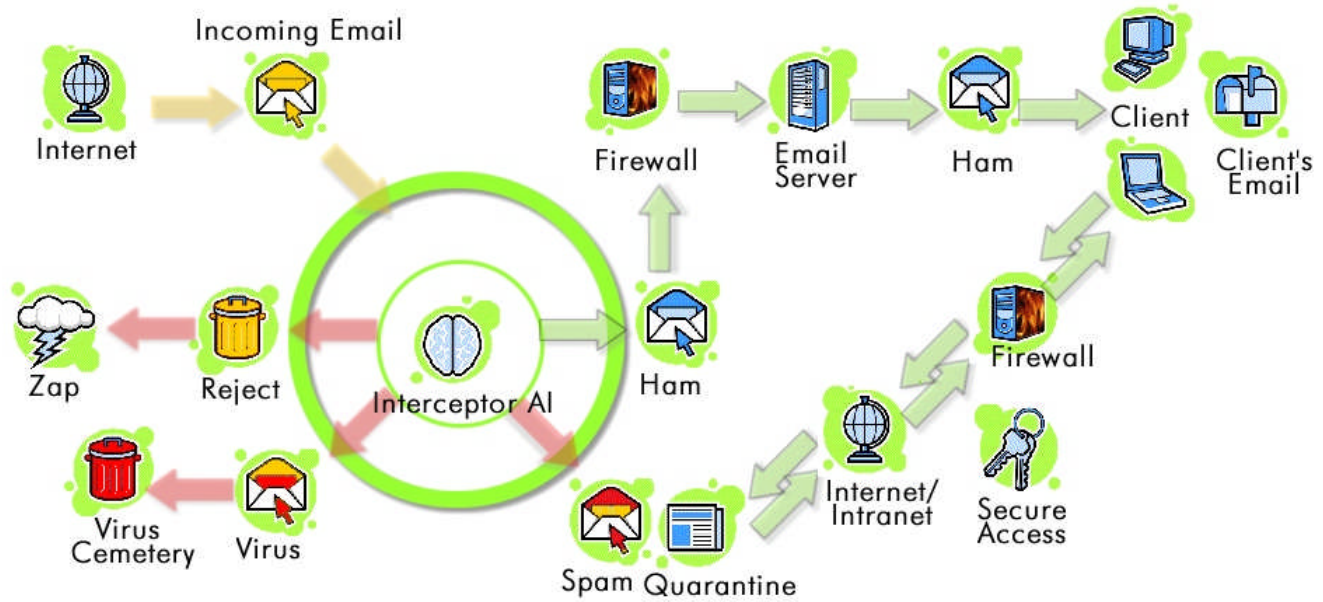 Incoming Email
Internet
Firewall
Email
Server
Ham
Client
Client's
Email
Zap
Reject
Interceptor AI
Ham
Firewall
Virus
Cemetery
Virus
Spam
Quarantine
Internet/
Intranet
Secure
Access